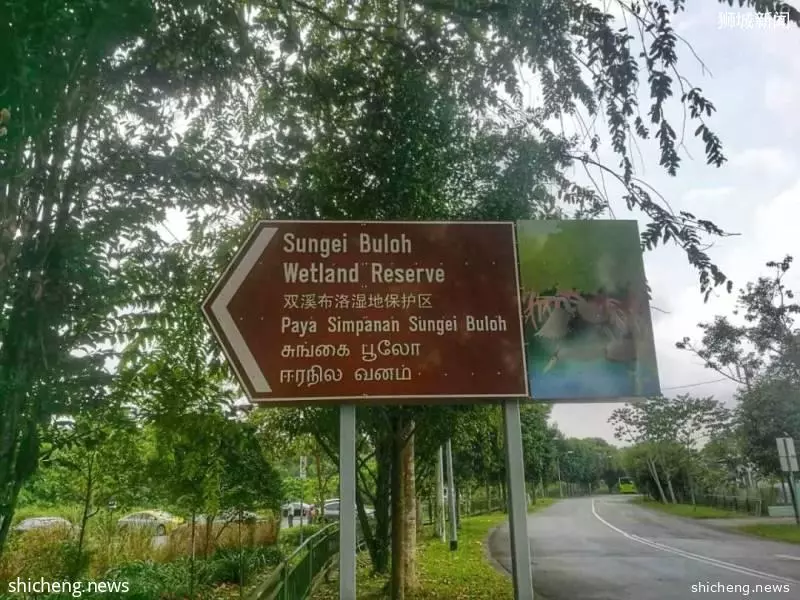 狮城新闻
Sungei Buloh
Wetland Reserve
双溪布洛湿地保护区
Paya Simpanan Sungei Buloh
சுங்கை பூலோ
ஈரநில வனம்
shicheng.news
shicheng.news